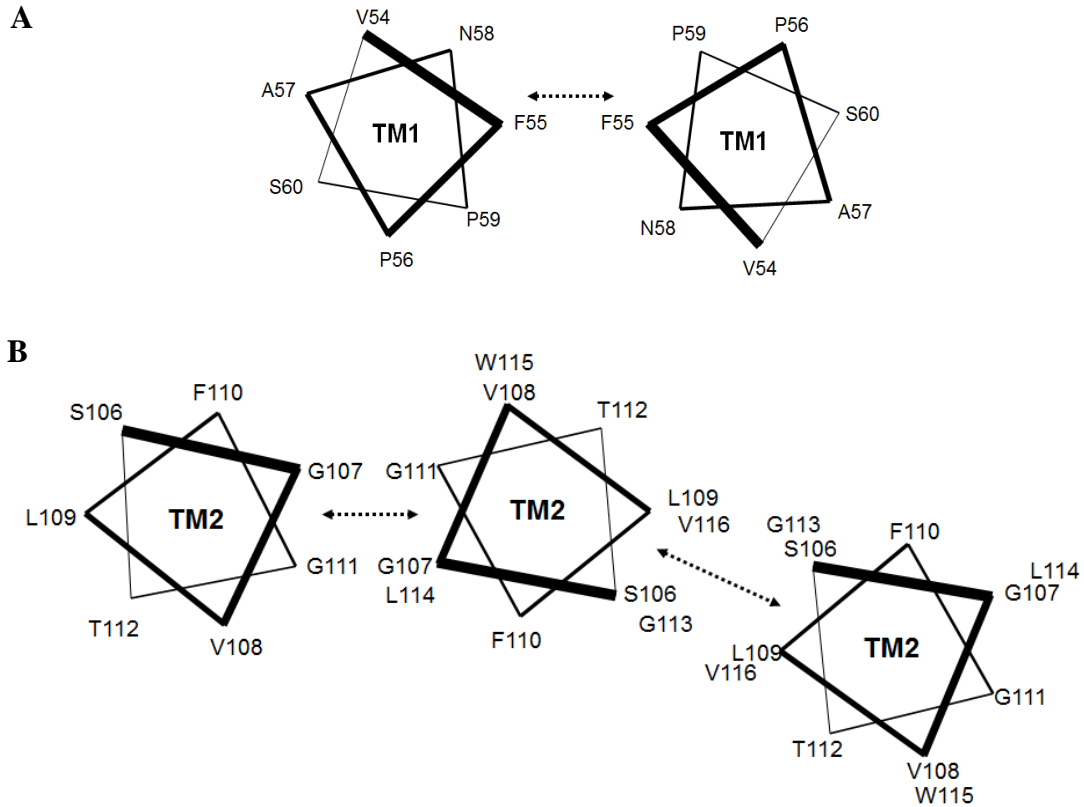 A
V54
N58
A57
TM1
F55
S60
P59
P56
P56
P59
S60
F55
TM1
A57
N58
V54
B
F110
S106
G107
L109
TM2
G111
T112
V108
W115
V108
T112
G111
TM2
L109
V116
G107
L114
S106
G113
F110
G113
S106
F110
L114
G107
L109
V116
TM2
G111
T112
V108
W115